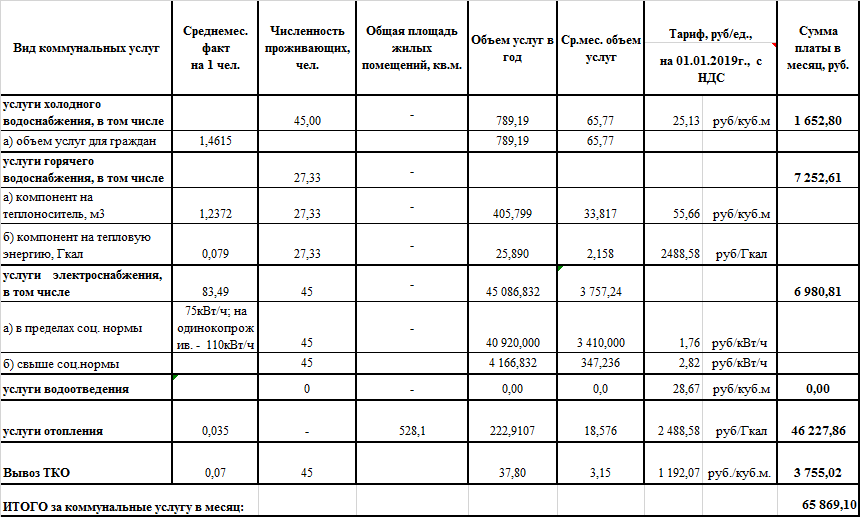 Вид коммунальных услуг
Среднемес.
факт
на 1 чел.
Численность
проживающих,
чел.
Общая площадь
жилых
помещений, кв.м.
Объем услуг в
год
Ср.мес. объем
услуг
Тариф, руб/ед.,
на 01.01.2019г., с
НДС
Сумма
платы в
месяц, руб.
услуги холодного
водоснабжения, в том числе
45,00
-
789,19
65,77
25,13
руб/куб.м
1 652,80
а) объем услуг для граждан
1,4615
789,19
65,77
услуги горячего
водоснабжения, в том числе
27,33
-
7 252,61
а) компонент на
теплоноситель, м3
1,2372
27,33
-
405,799
33,817
55,66
руб/куб.м
б) компонент на тепловую
энергию, Гкал
0,079
27,33
-
25,890
2,158
2488,58
руб/Гкал
услуги электроснабжения,
в том числе
83,49
45
-
45 086,832
3 757,24
6 980,81
а) в пределах соц. нормы
75кВт/ч; на
одинокопрож
ив. - 110кВт/ч
45
-
40 920,000
3 410,000
1,76
руб/кВт/ч
б) свыше соц.нормы
45
4 166,832
347,236
2,82
руб/кВт/ч
услуги водоотведения
0
-
0,00
0,0
28,67
руб/куб.м
0,00
услуги отопления
0,035
-
528,1
222,9107
18,576
2 488,58
руб/Гкал
46 227,86
Вывоз ТКО
0,07
45
37,80
3,15
1 192,07
руб./куб.м.
3 755,02
ИТОГО за коммунальные услугу в месяц:
65 869,10